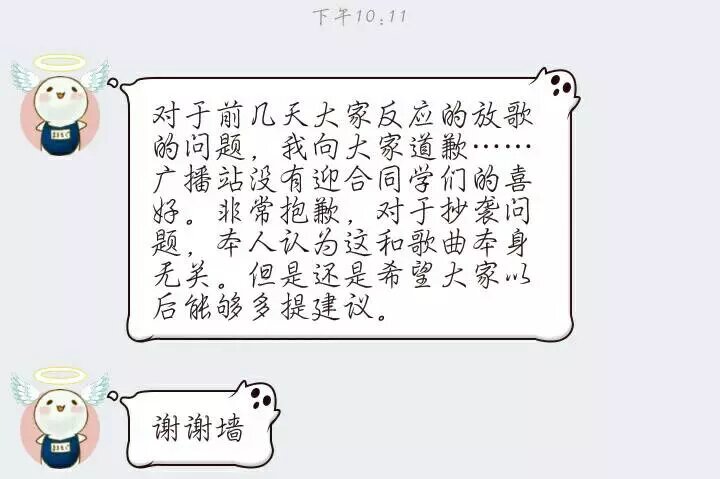 下午10:11
对于前几天大家反应的放歌
的问题，我向大家道歉……
广播站没有迎合同学们的喜
好。非常抱歉，对于抄袭问
题，本人认为这和歌曲本身
无关。但是还是希望大家以
后能够多提建议。
谢谢墙